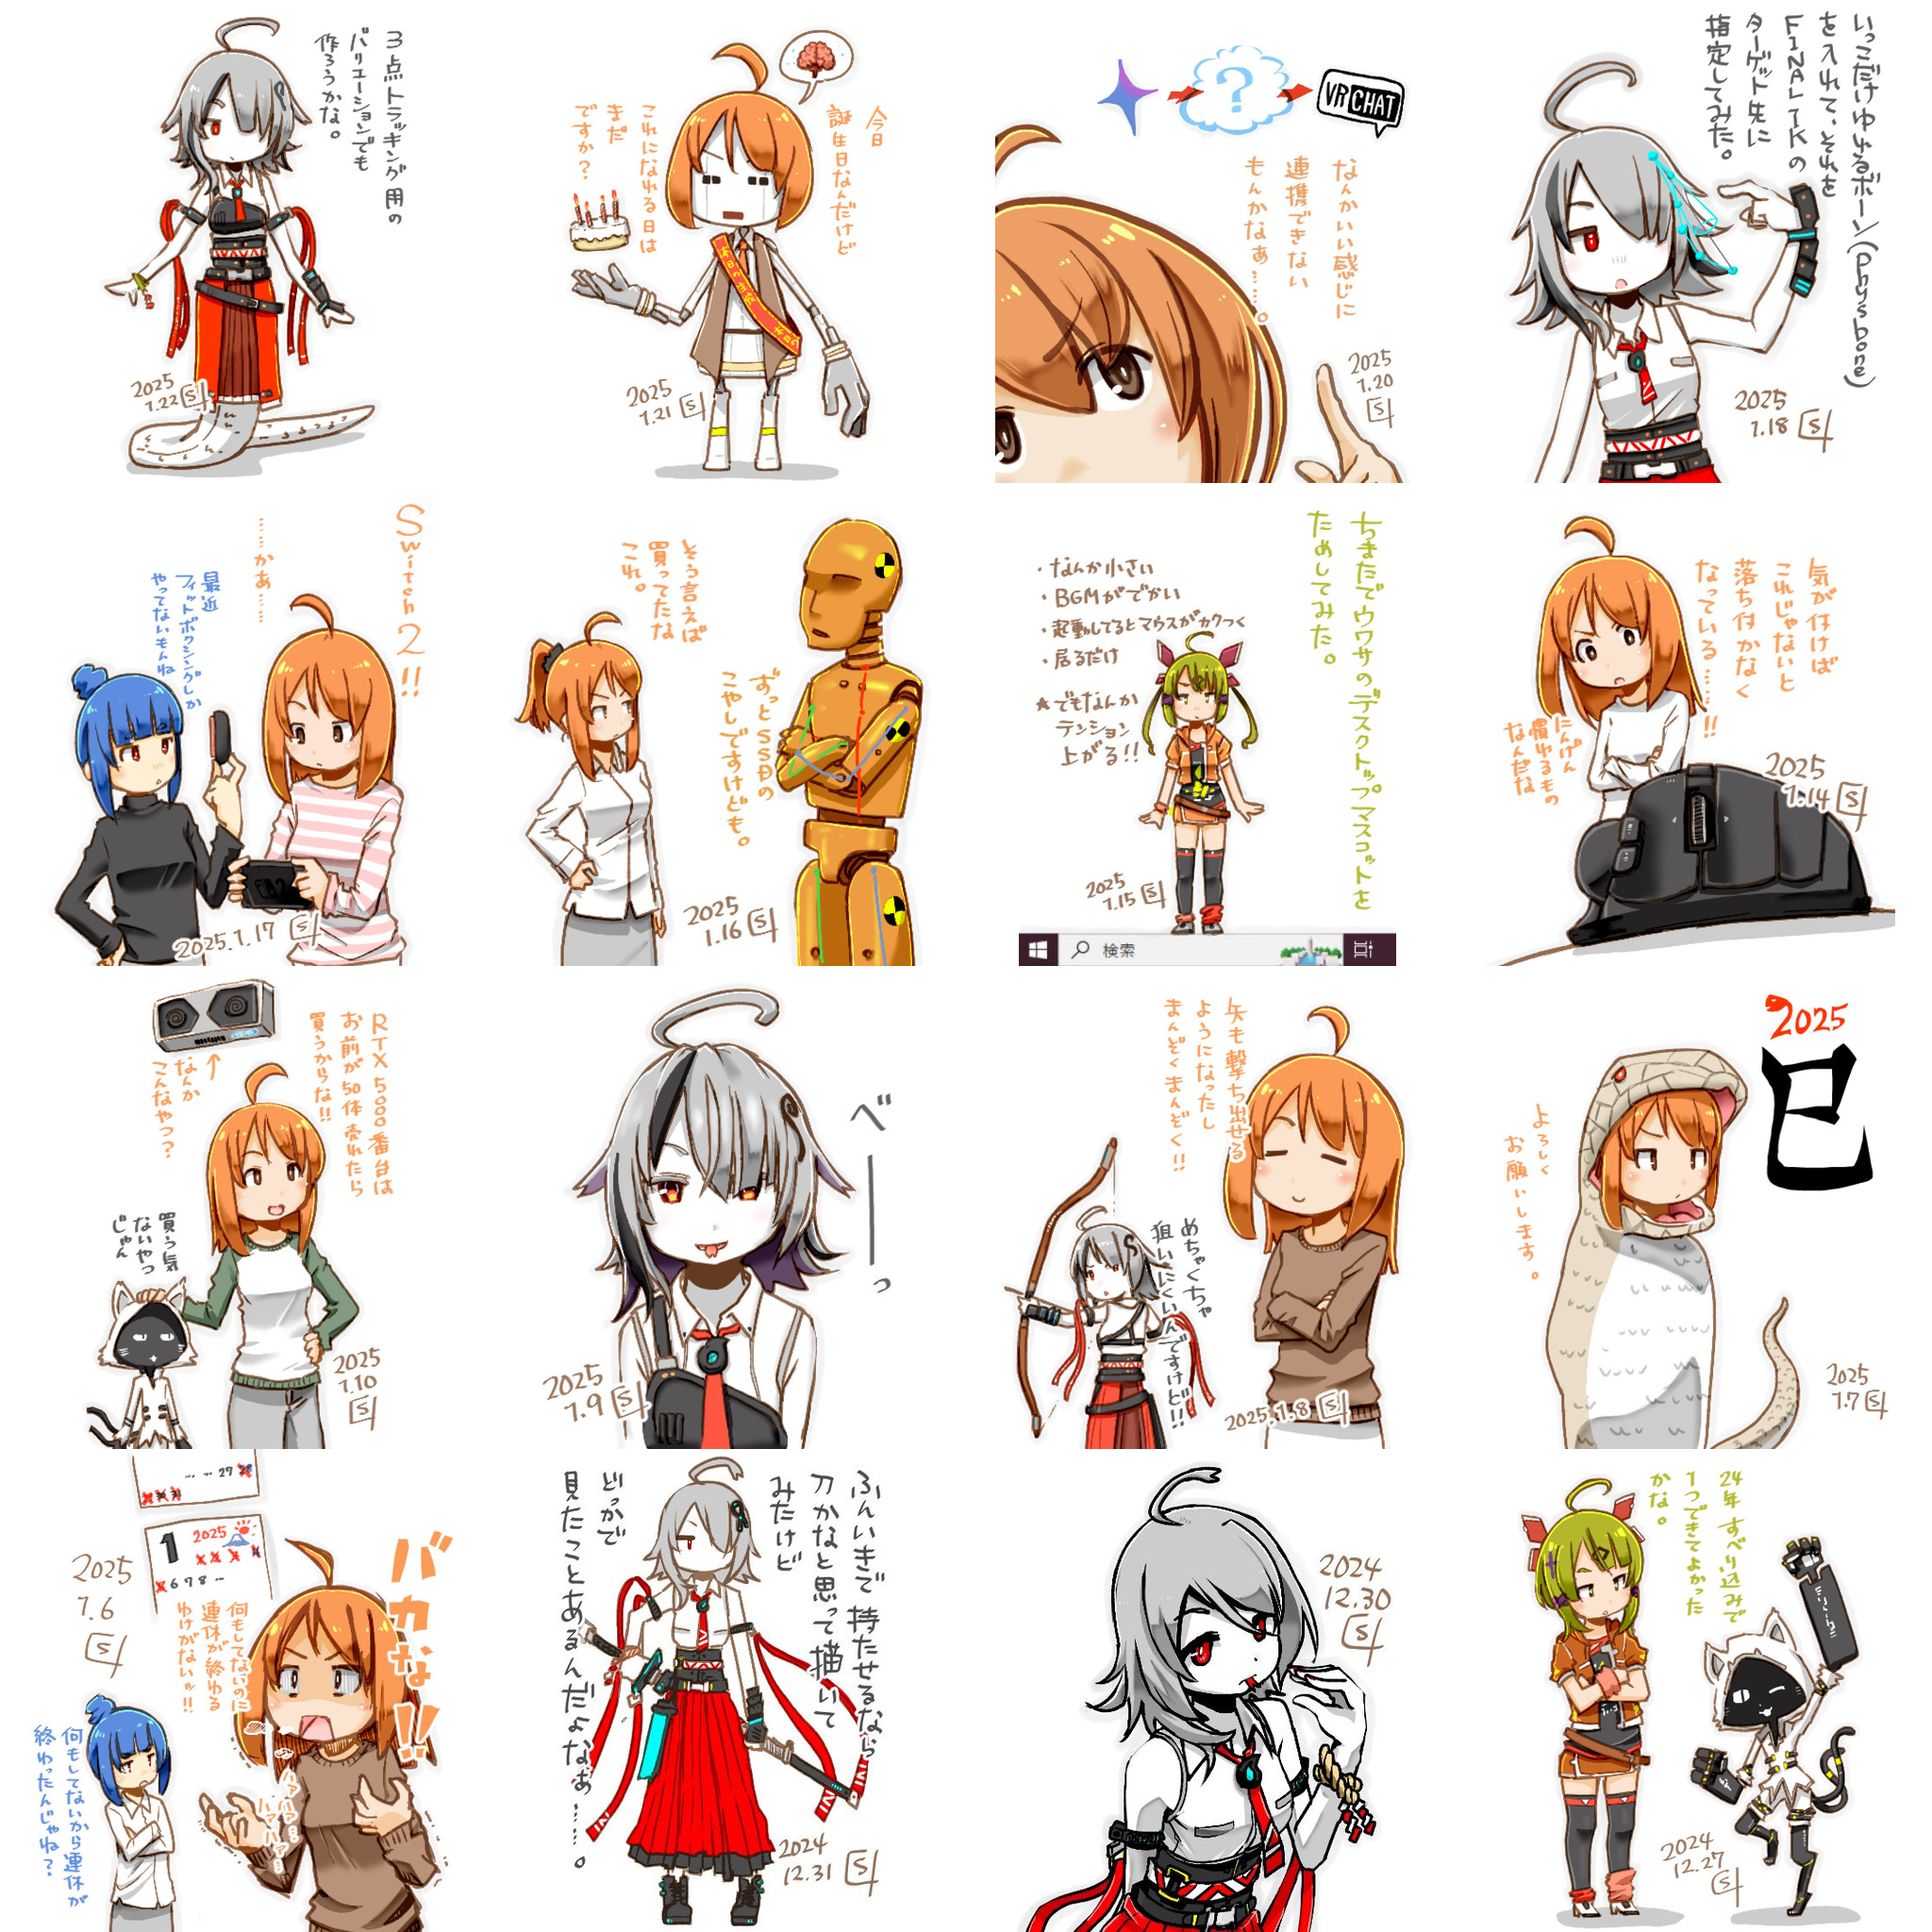 3点トラッキング用の
バリエーションでも
作ろうかな。
2025
1.22
今日
誕生日なんだけど
これになれる日は
まだ
ですか?
2025
1.21
?
VRCHAT
なんかいい感じに
連携できない
もんかなぁ……。
2025
1.20
いっこだけゆれるボーン(Physbone)
を入れて、それを
FINALIKの
ターゲット先に
指定してみた。
2025
1.18
Switch2!!
………かぁ………
最近
フィットボクシングしか
やってないもんね
2025.1.17
そう言えば
買ってたな
これ。
ずっとSSDの
こやしですけども。
2025
1.16
ちまたでウワサのデスクトップマスコットを
ためしてみた。
・なんか小さい
・BGMがでかい
・起動してるとマウスがカクつく
・居るだけ
★でもなんか
テンション
上がる!!
2025
1.15
検索
気が付けば
これじゃないと
落ち付かなく
なっている……!!
にんげん
慣れるもの
なんだな
2025
1.14
RTX5000番台は
お前が50体売れたら
買うからな!!
なんか
こんなやつ?
買う気
ないやつ
じゃん
2025
1.10
べーっ
2025
1.9
矢も撃ち出せる
ようになったし
まんぞくまんぞく!!
めちゃくちゃ
狙いにくいんですけど!!
2025.1.8
2025
巳
よろしく
お願いします。
2025
1.7
1
2025
6 7 8 …
… … 27
バカな!!
何もしてないのに
連休が終わる
わけがないッ!!
ハァハァ…
ハァハァ…
何もしてないから連休が
終わったんじゃね?
2025
1.6
ふんいきで持たせるなら
刀かなと思って描いて
みたけど
どっかで
見たことあるんだよなぁ……。
2024
12.31
2024
12.30
24年すべり込みで
1つできてよかった
かな。
2024
12.27